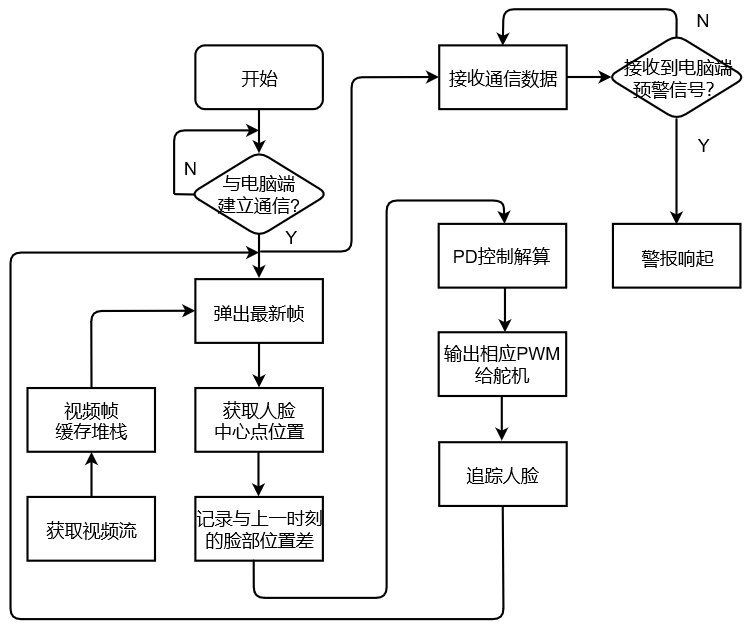 开始
N
与电脑端
建立通信?
Y
弹出最新帧
视频帧
缓存堆栈
获取视频流
获取人脸
中心点位置
记录与上一时刻
的脸部位置差
PD控制解算
输出相应PWM
给舵机
追踪人脸
接收通信数据
N
接收到电脑端
预警信号?
Y
警报响起